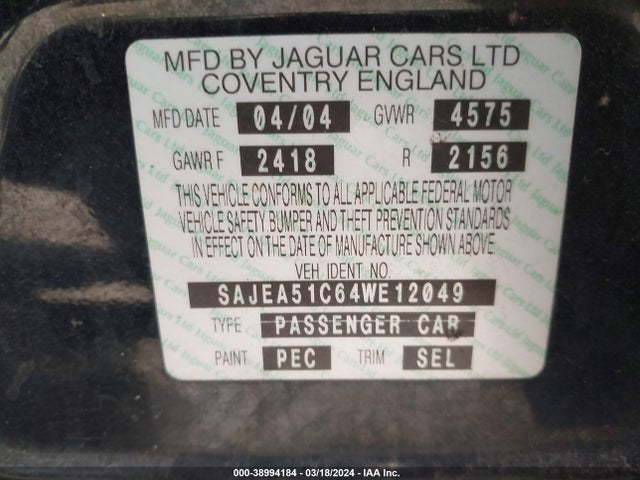 MFD BY JAGUAR CARS LTD
COVENTRY ENGLAND
MFD DATE 04/04 GVWR 4575
GAWR F 2418 R 2156
THIS VEHICLE CONFORMS TO ALL APPLICABLE FEDERAL MOTOR
VEHICLE SAFETY BUMPER AND THEFT PREVENTION STANDARDS
IN EFFECT ON THE DATE OF MANUFACTURE SHOWN ABOVE
VEH IDENT NO.
SAJEA51C64WE12049
TYPE PASSENGER CAR
PAINT PEC TRIM SEL
000-38994184 - 03/18/2024 - IAA Inc.